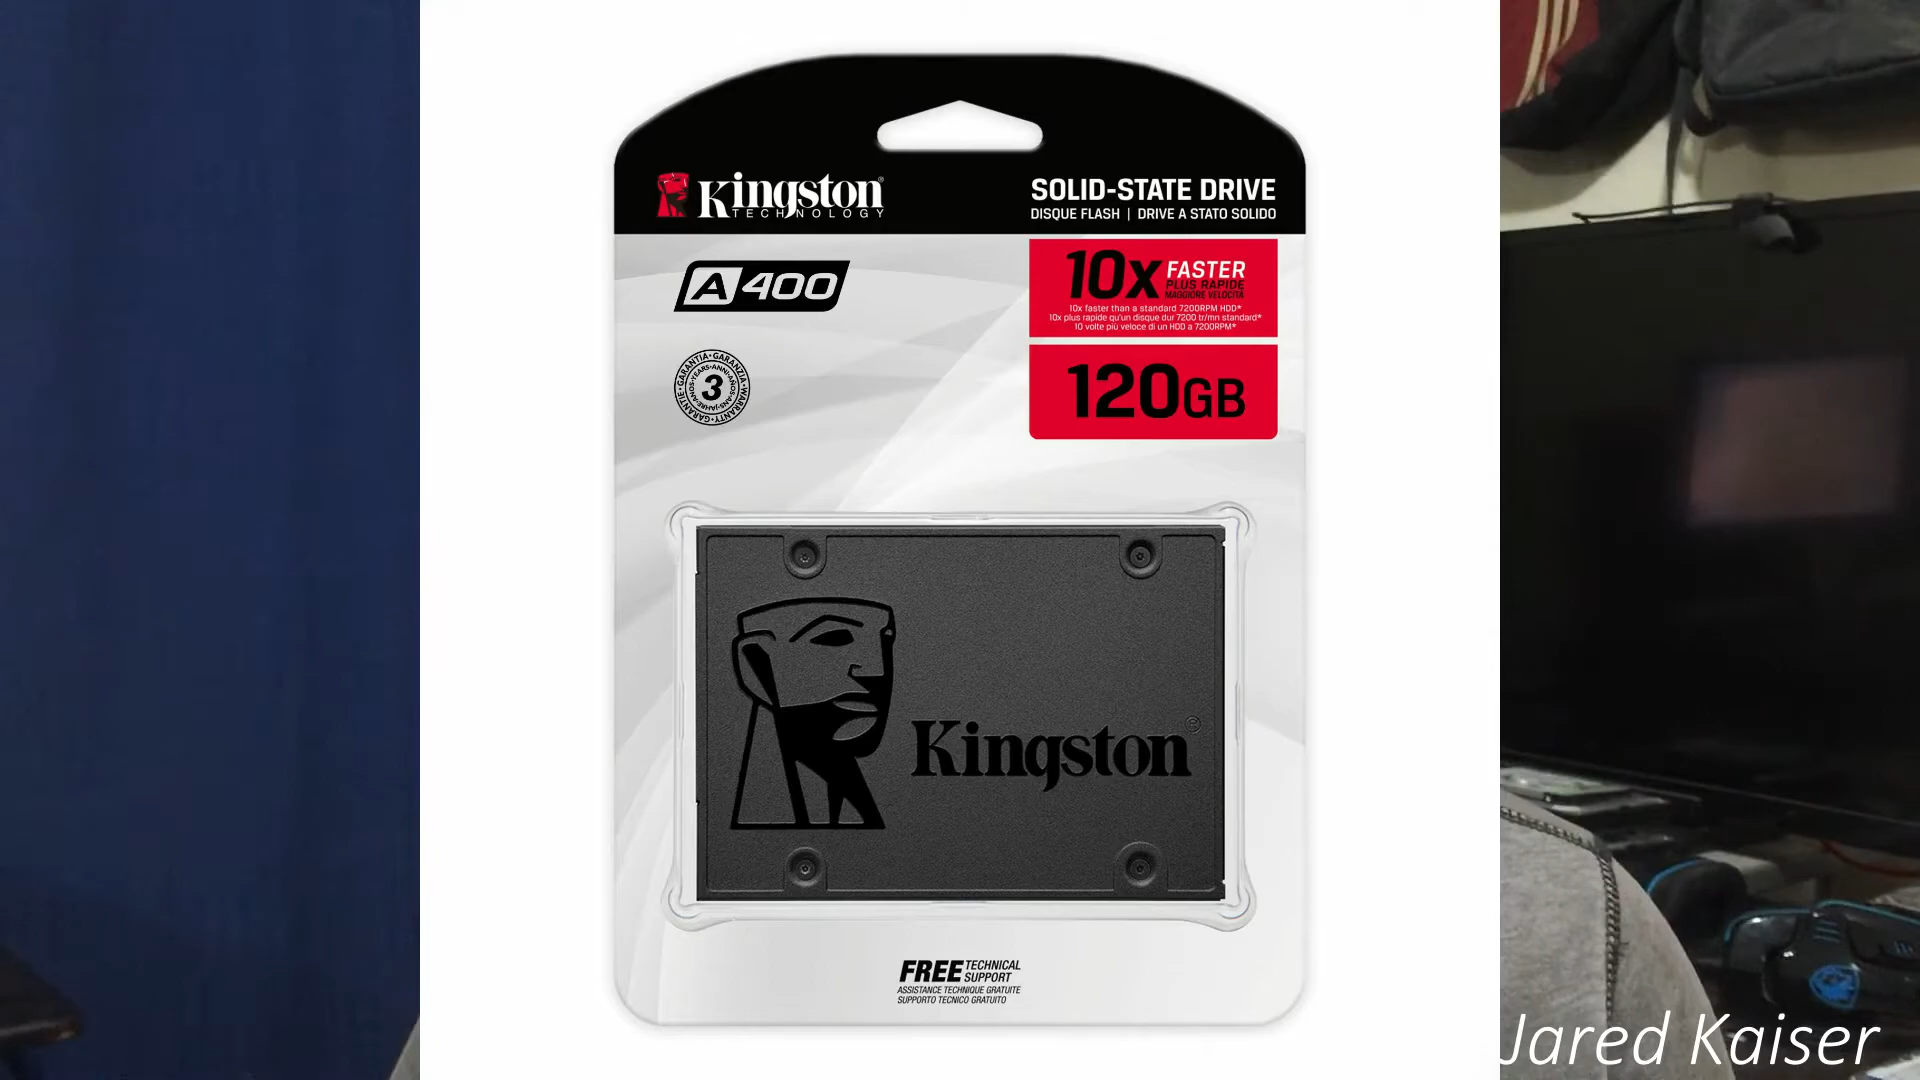 Kingston
TECHNOLOGY
SOLID-STATE DRIVE
DISQUE FLASH | DRIVE A STATO SOLIDO
A400
10x FASTER
PLUS RAPIDE
MAGGIORE VELOCITÀ
10x faster than a standard 7200RPM HDD*
10x plus rapide qu'un disque dur 7200 tr/mn standard*
10 volte più veloce di un HDD a 7200RPM*
3
120GB
Kingston®
FREE TECHNICAL SUPPORT
ASSISTANCE TECHNIQUE GRATUITE
SUPPORTO TECNICO GRATUITO
Jared Kaiser